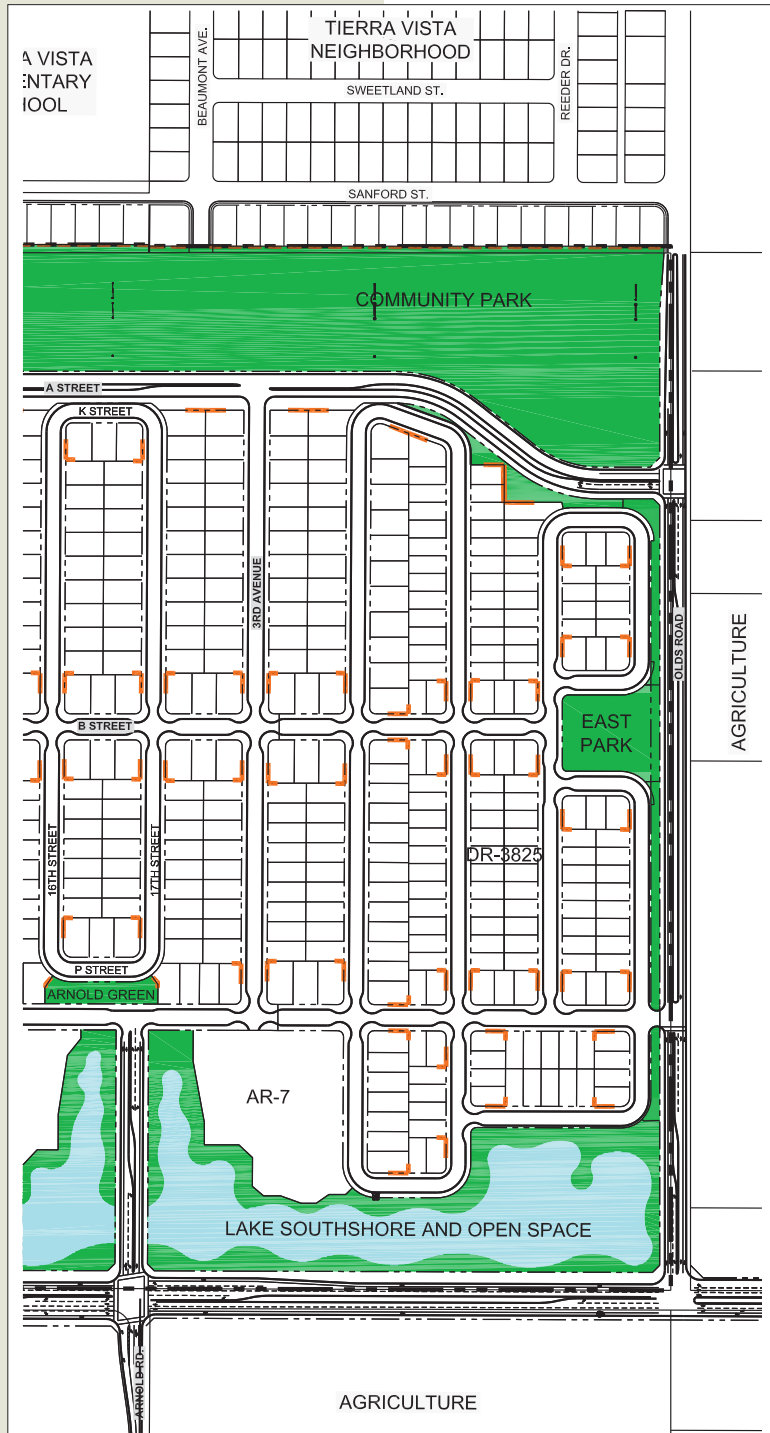 TIERRA VISTA
NEIGHBORHOOD
A VISTA
ENTARY
HOOL
BEAUMONT AVE.
REEDER DR.
SWEETLAND ST.
SANFORD ST.
COMMUNITY PARK
A STREET
K STREET
3RD AVENUE
OLDS ROAD
AGRICULTURE
B STREET
EAST
PARK
16TH STREET
17TH STREET
DR-3825
P STREET
ARNOLD GREEN
AR-7
LAKE SOUTHSHORE AND OPEN SPACE
ARNOLD RD.
AGRICULTURE